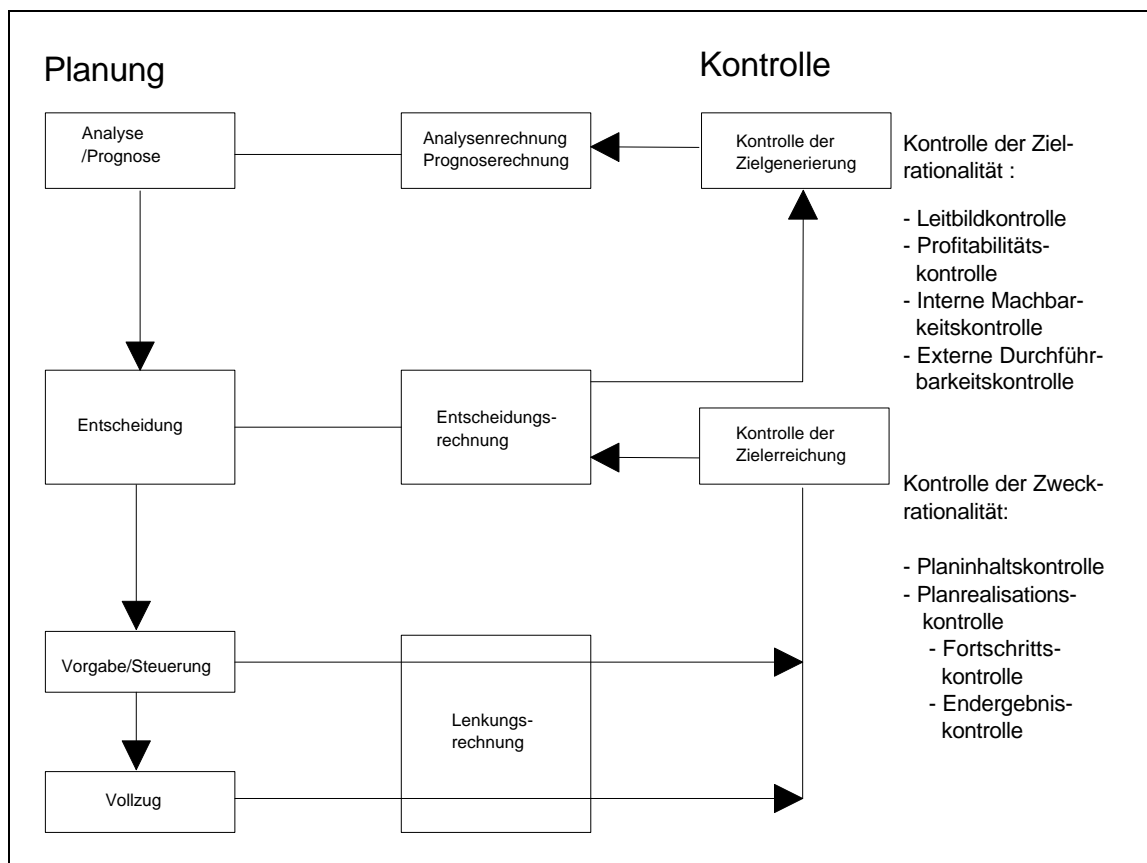 Planung
Kontrolle
Analyse
/Prognose
Analysenrechnung
Prognoserechnung
Kontrolle der
Zielgenerierung
Kontrolle der Ziel-
rationalität :
- Leitbildkontrolle
- Profitabilitäts-
kontrolle
- Interne Machbar-
keitskontrolle
- Externe Durchführ-
barkeitskontrolle
Entscheidung
Entscheidungs-
rechnung
Kontrolle der
Zielerreichung
Kontrolle der Zweck-
rationalität:
- Planinhaltskontrolle
- Planrealisations-
kontrolle
- Fortschritts-
kontrolle
- Endergebnis-
kontrolle
Vorgabe/Steuerung
Lenkungs-
rechnung
Vollzug